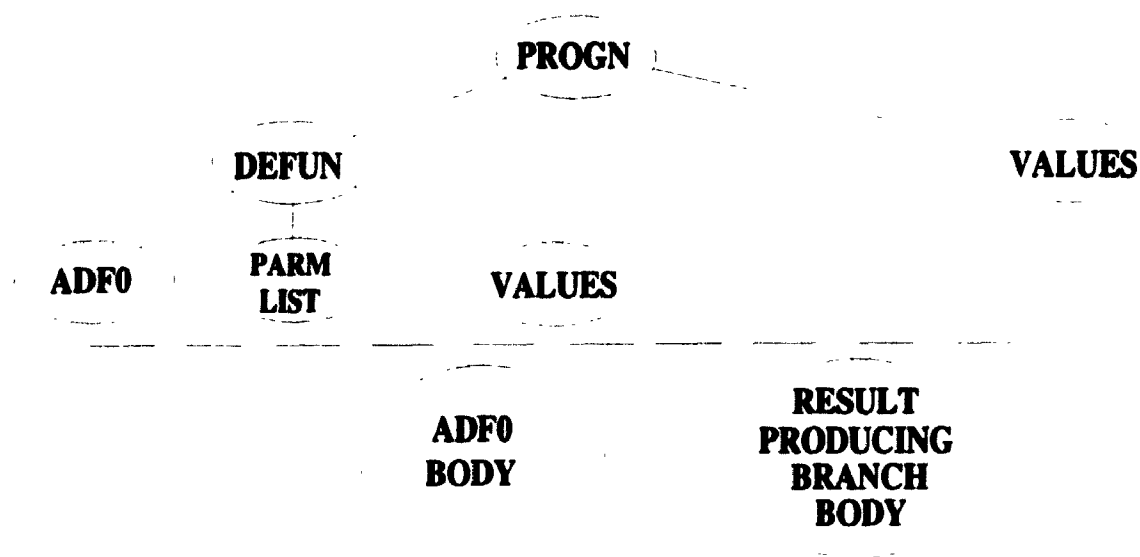 PROGN
DEFUN
VALUES
ADF0
PARM
LIST
VALUES
ADF0
BODY
RESULT
PRODUCING
BRANCH
BODY